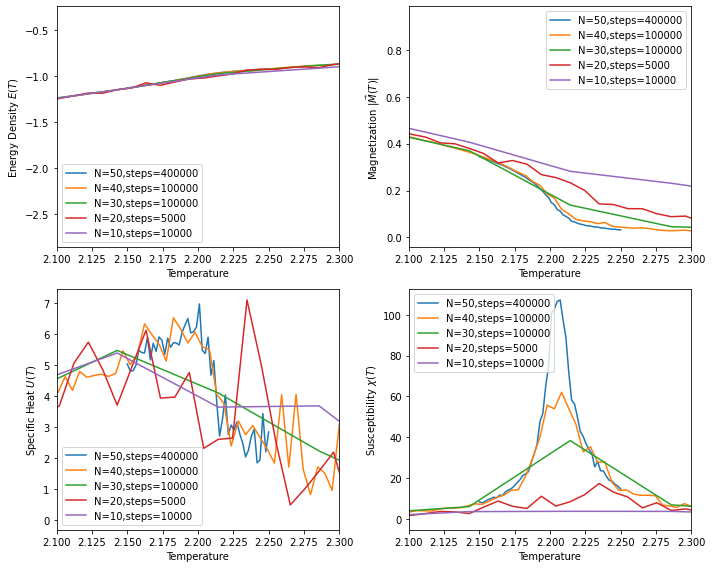 Energy Density E(T)
−0.5
−1.0
−1.5
−2.0
−2.5
N=50,steps=400000
N=40,steps=100000
N=30,steps=100000
N=20,steps=5000
N=10,steps=10000
2.100 2.125 2.150 2.175 2.200 2.225 2.250 2.275 2.300
Temperature
Magnetization |M⃗(T)|
0.8
0.6
0.4
0.2
0.0
N=50,steps=400000
N=40,steps=100000
N=30,steps=100000
N=20,steps=5000
N=10,steps=10000
2.100 2.125 2.150 2.175 2.200 2.225 2.250 2.275 2.300
Temperature
Specific Heat U(T)
7
6
5
4
3
2
1
0
N=50,steps=400000
N=40,steps=100000
N=30,steps=100000
N=20,steps=5000
N=10,steps=10000
2.100 2.125 2.150 2.175 2.200 2.225 2.250 2.275 2.300
Temperature
Susceptibility χ(T)
100
80
60
40
20
0
N=50,steps=400000
N=40,steps=100000
N=30,steps=100000
N=20,steps=5000
N=10,steps=10000
2.100 2.125 2.150 2.175 2.200 2.225 2.250 2.275 2.300
Temperature